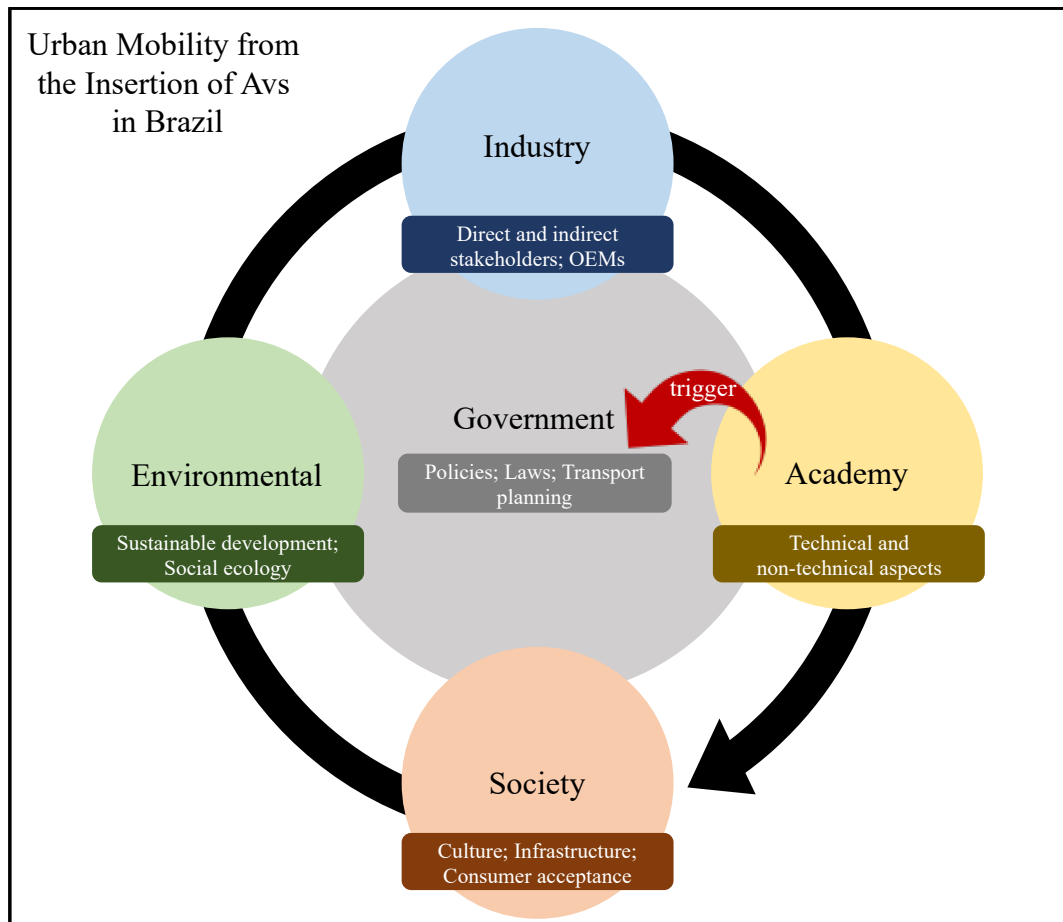 Urban Mobility from
the Insertion of Avs
in Brazil
Industry
Direct and indirect
stakeholders; OEMs
trigger
Government
Policies; Laws; Transport
planning
Environmental
Sustainable development;
Social ecology
Academy
Technical and
non-technical aspects
Society
Culture; Infrastructure;
Consumer acceptance